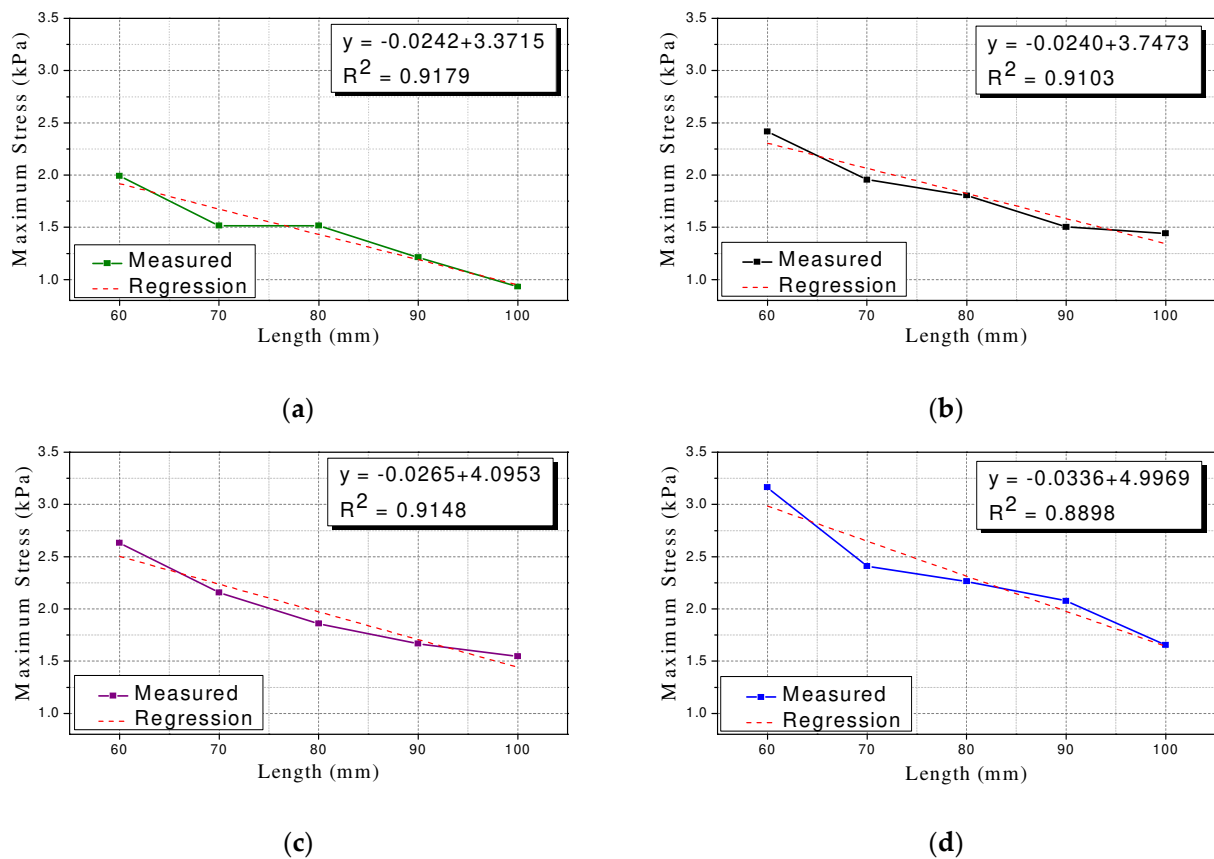 3.5
3.0
2.5
2.0
1.5
1.0
Maximum Stress (kPa)
y = -0.0242+3.3715
R² = 0.9179
Measured
Regression
60 70 80 90 100
Length (mm)
(a)
3.5
3.0
2.5
2.0
1.5
1.0
Maximum Stress (kPa)
y = -0.0240+3.7473
R² = 0.9103
Measured
Regression
60 70 80 90 100
Length (mm)
(b)
3.5
3.0
2.5
2.0
1.5
1.0
Maximum Stress (kPa)
y = -0.0265+4.0953
R² = 0.9148
Measured
Regression
60 70 80 90 100
Length (mm)
(c)
3.5
3.0
2.5
2.0
1.5
1.0
Maximum Stress (kPa)
y = -0.0336+4.9969
R² = 0.8898
Measured
Regression
60 70 80 90 100
Length (mm)
(d)